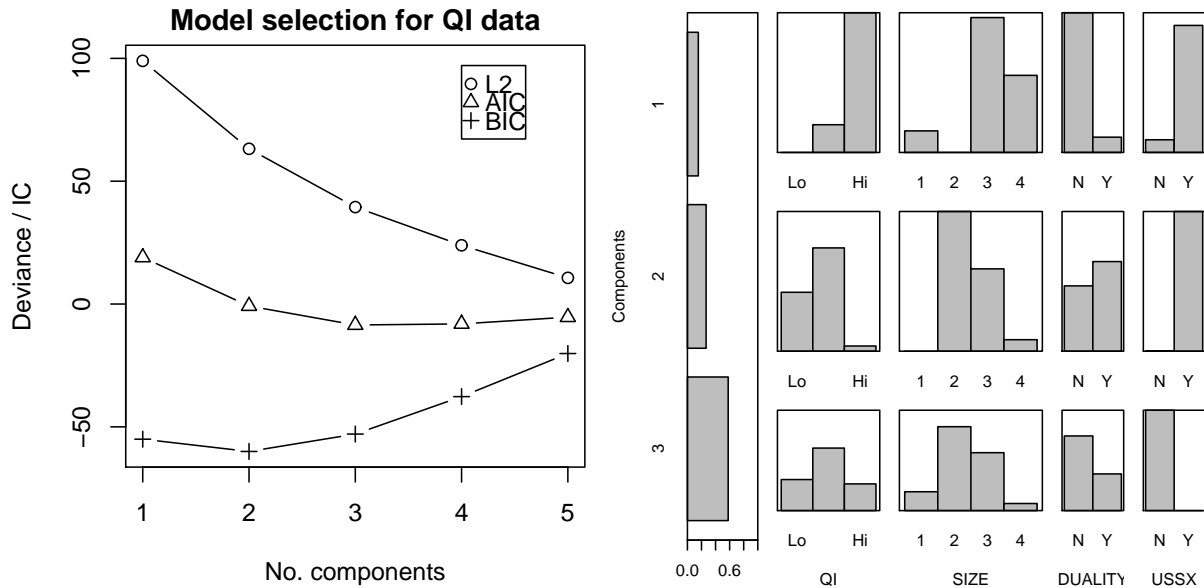 Model selection for QI data
Deviance / IC
100
50
0
−50
L2
AIC
BIC
1 2 3 4 5
No. components
Components
1
2
3
0.0 0.6
Lo Hi 1 2 3 4 N Y N Y
Lo Hi 1 2 3 4 N Y N Y
Lo Hi 1 2 3 4 N Y N Y
QI SIZE DUALITY USSX